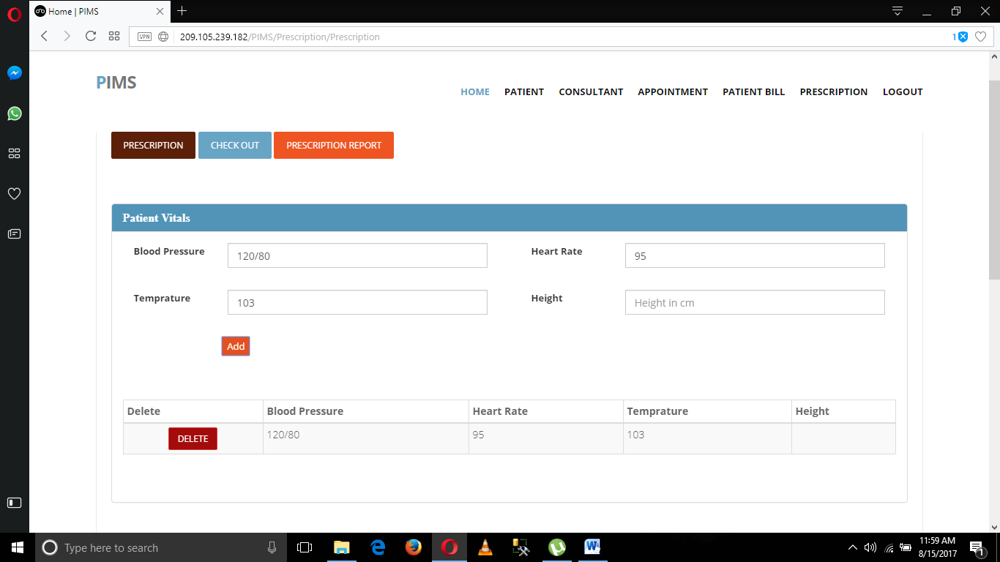 Home | PIMS
VPN 209.105.239.182/PIMS/Prescription/Prescription 1
PIMS
HOME PATIENT CONSULTANT APPOINTMENT PATIENT BILL PRESCRIPTION LOGOUT
PRESCRIPTION CHECK OUT PRESCRIPTION REPORT
Patient Vitals
Blood Pressure 120/80 Heart Rate 95
Temprature 103 Height Height in cm
Add
Delete Blood Pressure Heart Rate Temprature Height
DELETE 120/80 95 103
Type here to search
11:59 AM
8/15/2017
1